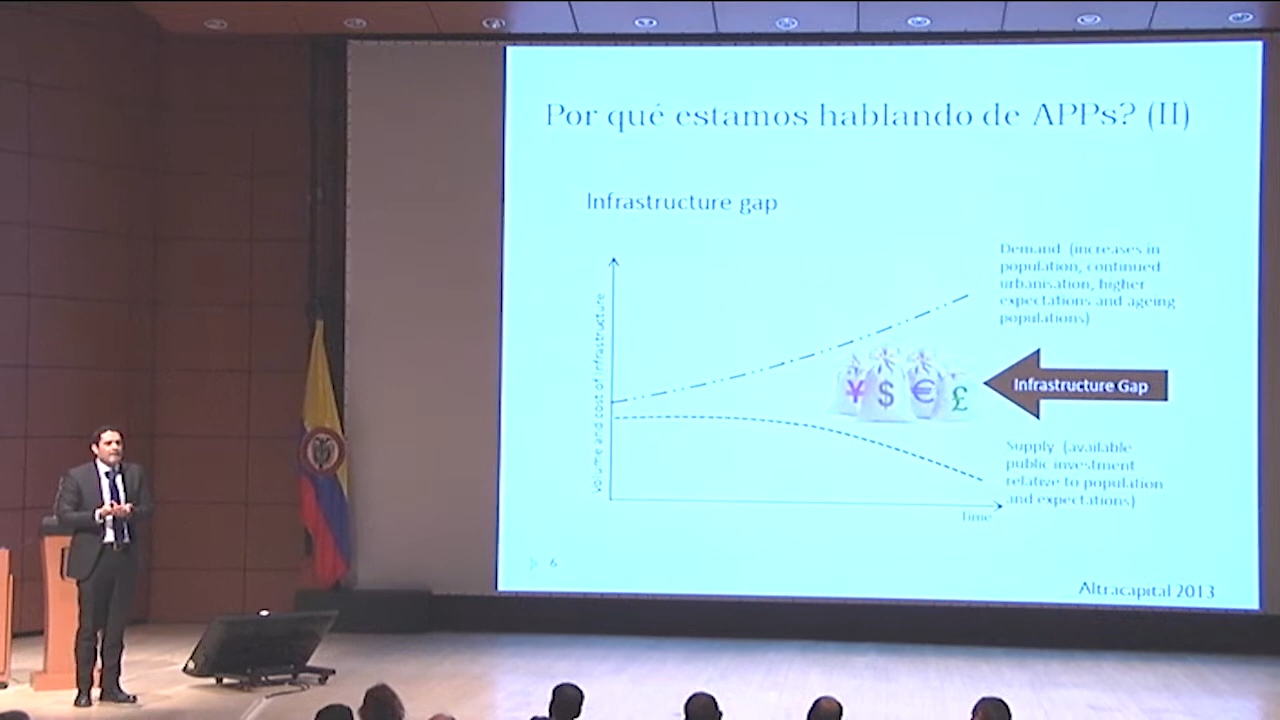 Por qué estamos hablando de APPs? (II)
Infrastructure gap
Demand (increases in
population, continued
urbanisation, higher
expectations and ageing
populations)
volume and cost of infrastructure
¥ $ € £
Infrastructure Gap
Supply (available
public investment
relative to population
and expectations)
Time
6
Altracapital 2013